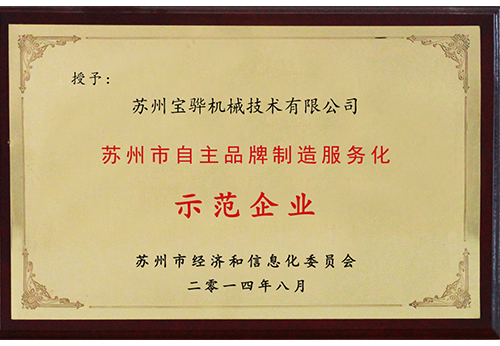 授予：
苏州宝骅机械技术有限公司
苏州市自主品牌制造服务化
示范企业
苏州市经济和信息化委员会
二零一四年八月